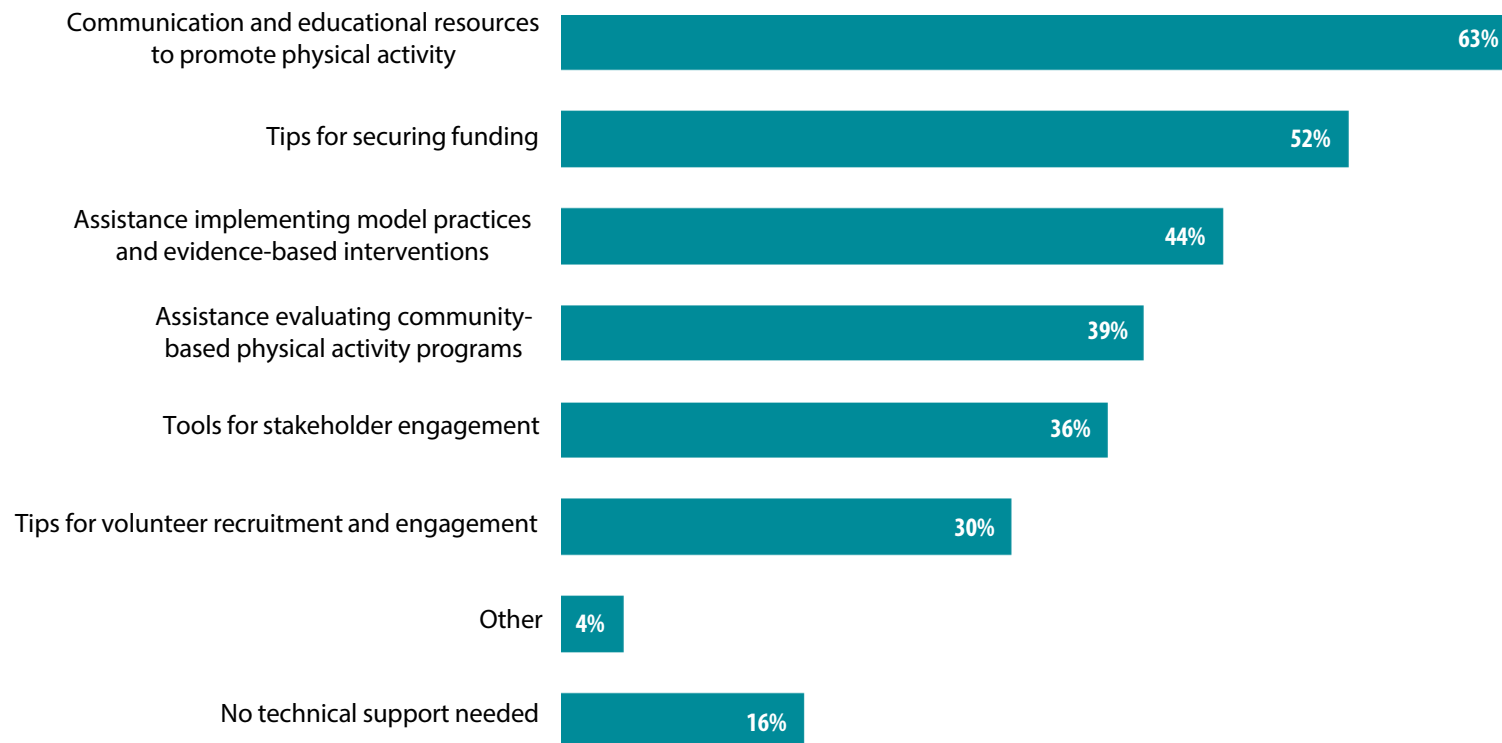 Communication and educational resources
to promote physical activity
63%
Tips for securing funding
52%
Assistance implementing model practices
and evidence-based interventions
44%
Assistance evaluating community-
based physical activity programs
39%
Tools for stakeholder engagement
36%
Tips for volunteer recruitment and engagement
30%
Other
4%
No technical support needed
16%